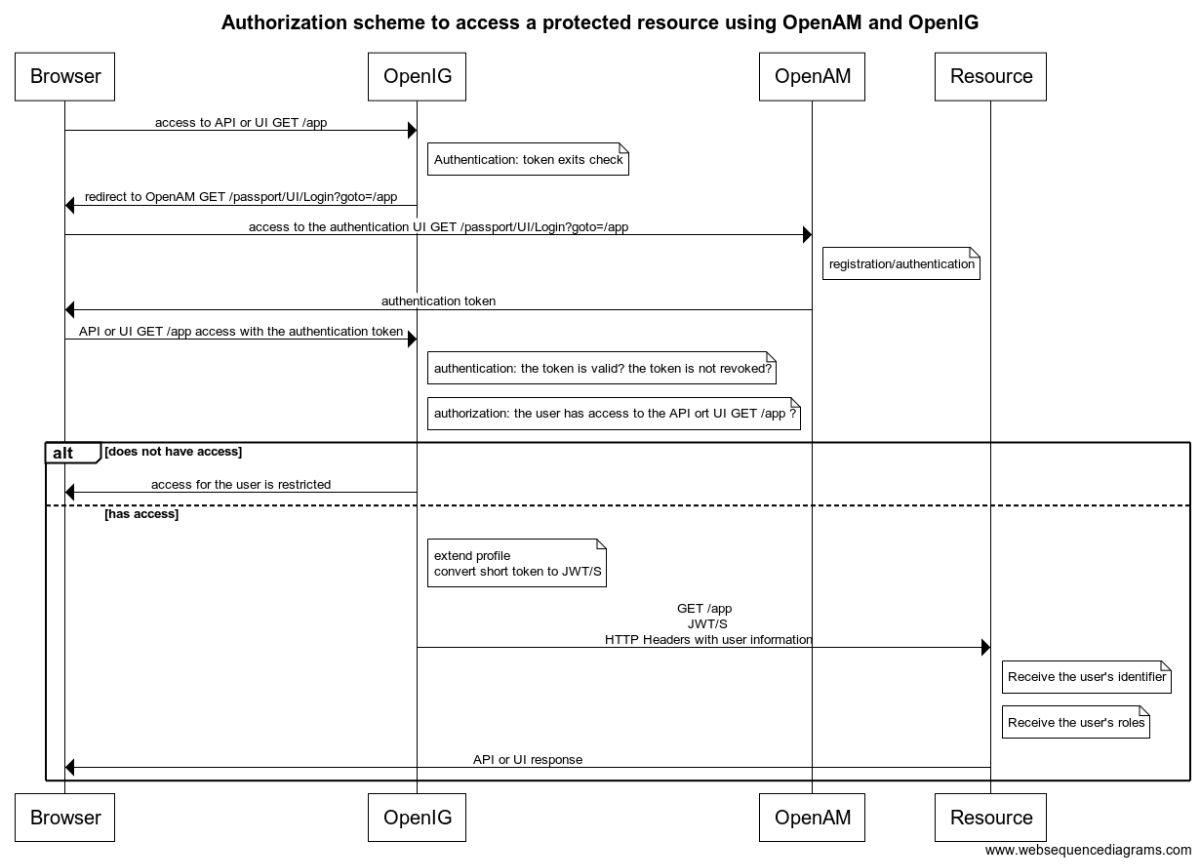 Authorization scheme to access a protected resource using OpenAM and OpenIG
Browser
OpenIG
OpenAM
Resource
access to API or UI GET /app
Authentication: token exits check
redirect to OpenAM GET /passport/UI/Login?goto=/app
access to the authentication UI GET /passport/UI/Login?goto=/app
registration/authentication
authentication token
API or UI GET /app access with the authentication token
authentication: the token is valid? the token is not revoked?
authorization: the user has access to the API ort UI GET /app ?
alt
[does not have access]
access for the user is restricted
[has access]
extend profile
convert short token to JWT/S
GET /app
JWT/S
HTTP Headers with user information
Receive the user's identifier
Receive the user's roles
API or UI response
Browser
OpenIG
OpenAM
Resource
www.websequencediagrams.com